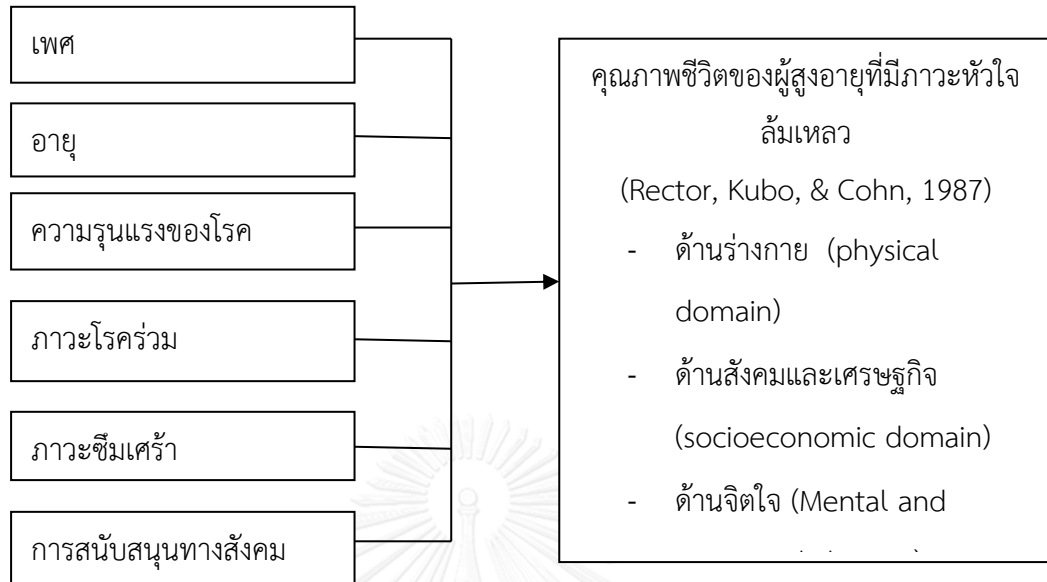 เพศ
อายุ
ความรุนแรงของโรค
ภาวะโรคร่วม
ภาวะซึมเศร้า
การสนับสนุนทางสังคม
คุณภาพชีวิตของผู้สูงอายุที่มีภาวะหัวใจ
ล้มเหลว
(Rector, Kubo, & Cohn, 1987)
- ด้านร่างกาย (physical
domain)
- ด้านสังคมและเศรษฐกิจ
(socioeconomic domain)
- ด้านจิตใจ (Mental and